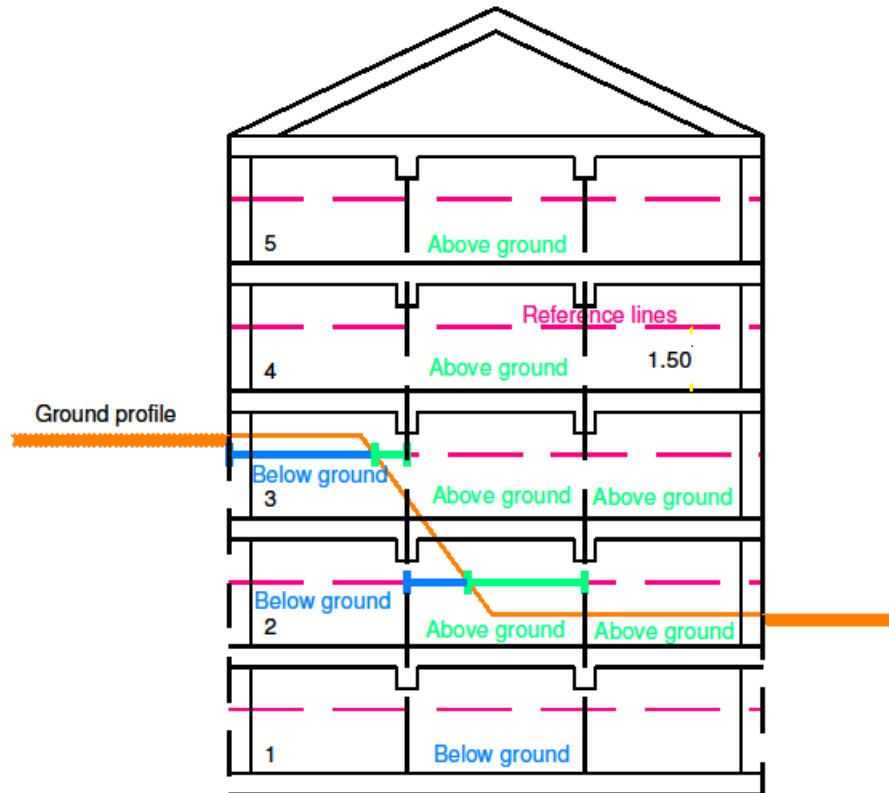 5
Above ground
Reference lines
4
Above ground
1.50
Ground profile
Below ground
3
Above ground
Above ground
Below ground
2
Above ground
Above ground
1
Below ground